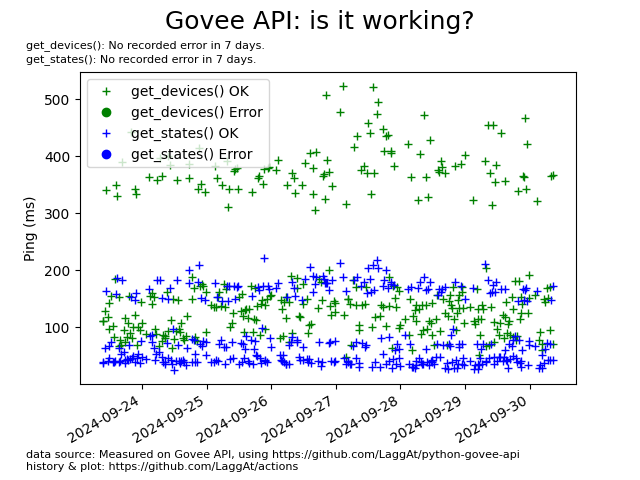 Govee API: is it working?
get_devices(): No recorded error in 7 days.
get_states(): No recorded error in 7 days.
get_devices() OK
get_devices() Error
get_states() OK
get_states() Error
Ping (ms)
500
400
300
200
100
2024-09-24
2024-09-25
2024-09-26
2024-09-27
2024-09-28
2024-09-29
2024-09-30
data source: Measured on Govee API, using https://github.com/LaggAt/python-govee-api
history & plot: https://github.com/LaggAt/actions